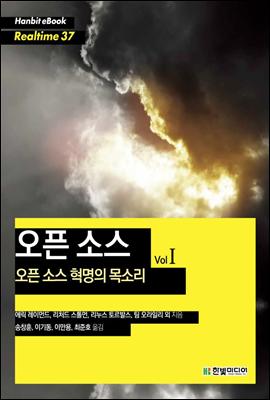 Hanbit eBook
Realtime 37
오픈 소스
Vol I
오픈 소스 혁명의 목소리
에릭 레이먼드, 리처드 스톨먼, 리누스 토르발스, 팀 오라일리 외 지음
송창훈, 이기동, 이만용, 최준호 옮김
한빛미디어